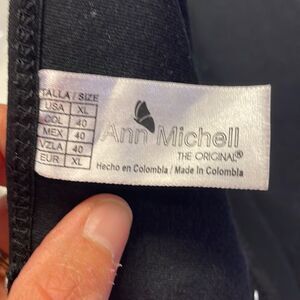 TALLA / SIZE
USA XL
COL 40
MEX 40
VZLA 40
EUR XL
Ann Michell
THE ORIGINAL®
Hecho en Colombia / Made In Colombia